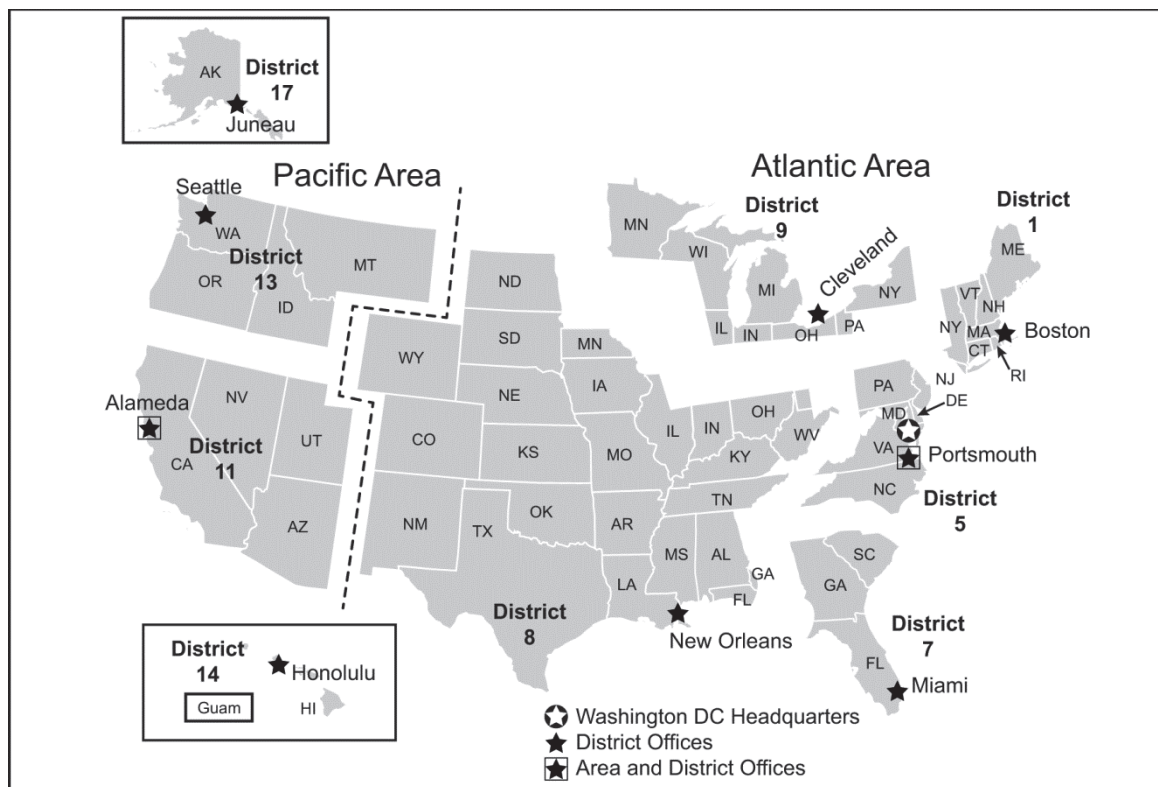 AK
District
17
Juneau
Pacific Area
Atlantic Area
Seattle
WA
District
13
OR
ID
MT
District
9
MN
WI
MI
Cleveland
NY
IL
IN
OH
PA
District
1
ME
VT
NH
NY
MA
CT
Boston
RI
ND
SD
WY
NE
MN
IA
CO
KS
MO
IL
IN
OH
WV
KY
TN
NM
TX
OK
AR
LA
MS
AL
GA
FL
District
8
New Orleans
Alameda
NV
UT
CA
District
11
AZ
PA
NJ
MD
DE
VA
Portsmouth
NC
District
5
SC
GA
FL
District
7
Miami
District
14
Honolulu
Guam
HI
Washington DC Headquarters
District Offices
Area and District Offices